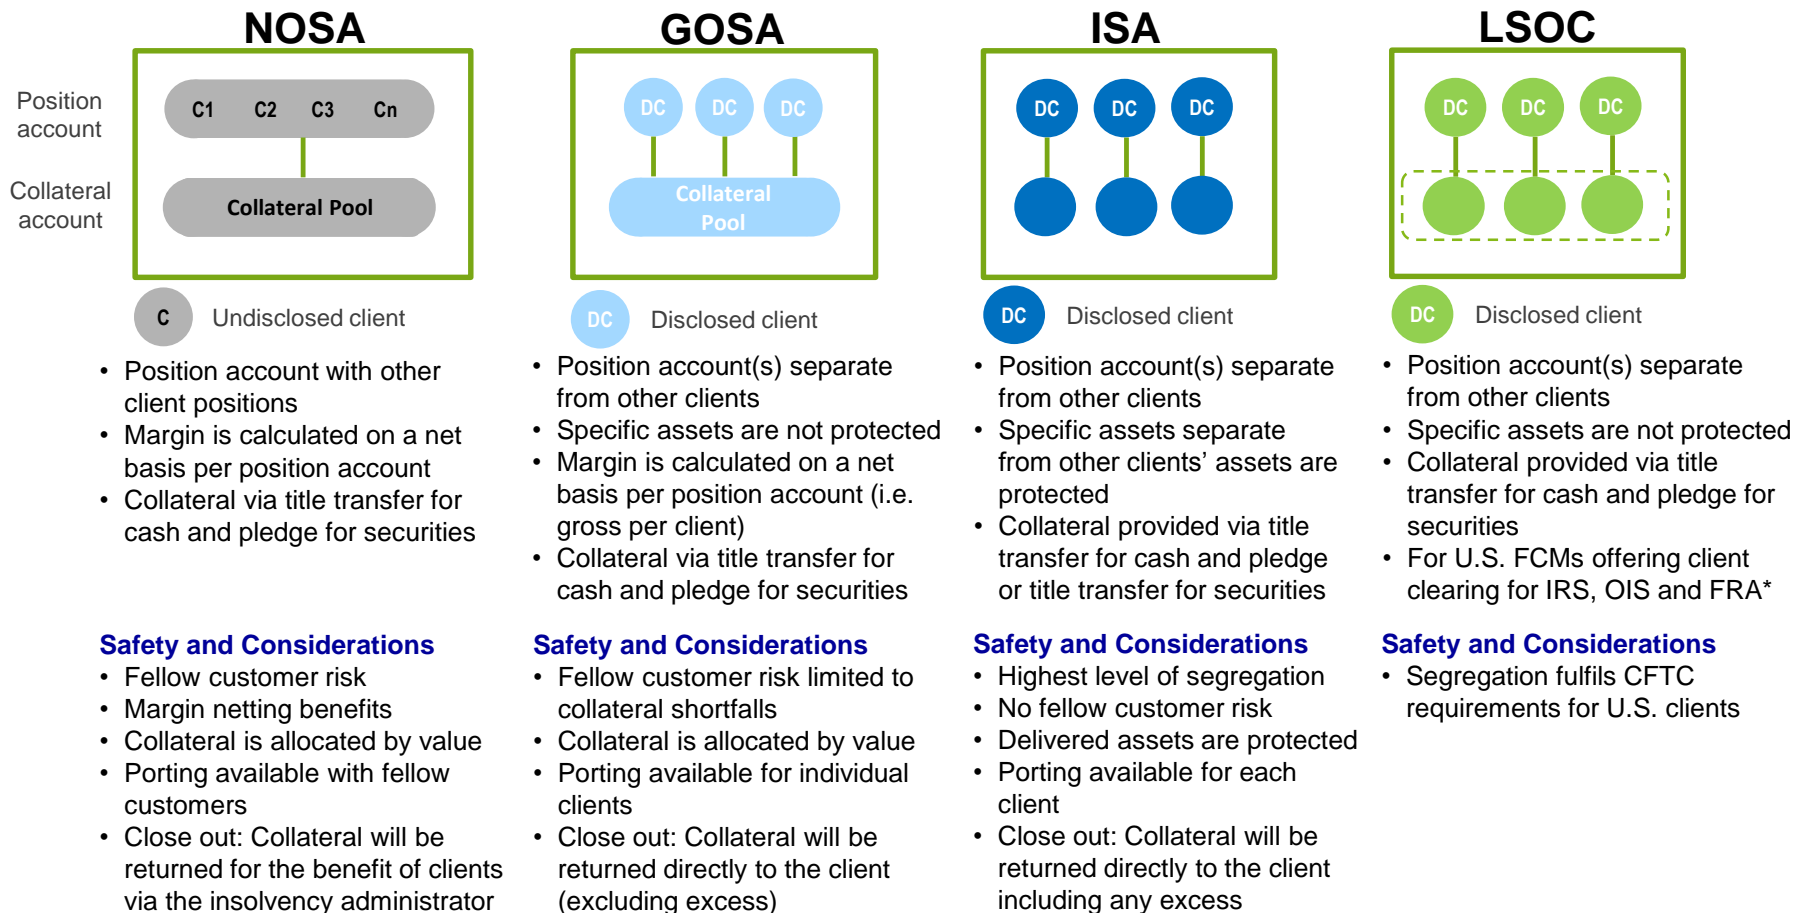 NOSA
GOSA
ISA
LSOC
Position
account
Collateral
account
C1 C2 C3 Cn
Collateral Pool
DC DC DC
Collateral
Pool
DC DC DC
DC DC DC
C Undisclosed client
DC Disclosed client
DC Disclosed client
DC Disclosed client
• Position account with other
client positions
• Margin is calculated on a net
basis per position account
• Collateral via title transfer for
cash and pledge for securities
Safety and Considerations
• Fellow customer risk
• Margin netting benefits
• Collateral is allocated by value
• Porting available with fellow
customers
• Close out: Collateral will be
returned for the benefit of clients
via the insolvency administrator
• Position account(s) separate
from other clients
• Specific assets are not protected
• Margin is calculated on a net
basis per position account (i.e.
gross per client)
• Collateral via title transfer for
cash and pledge for securities
Safety and Considerations
• Fellow customer risk limited to
collateral shortfalls
• Collateral is allocated by value
• Porting available for individual
clients
• Close out: Collateral will be
returned directly to the client
(excluding excess)
• Position account(s) separate
from other clients
• Specific assets separate
from other clients’ assets are
protected
• Collateral provided via title
transfer for cash and pledge
or title transfer for securities
Safety and Considerations
• Highest level of segregation
• No fellow customer risk
• Delivered assets are protected
• Porting available for each
client
• Close out: Collateral will be
returned directly to the client
including any excess
• Position account(s) separate
from other clients
• Specific assets are not protected
• Collateral provided via title
transfer for cash and pledge for
securities
• For U.S. FCMs offering client
clearing for IRS, OIS and FRA*
Safety and Considerations
• Segregation fulfils CFTC
requirements for U.S. clients